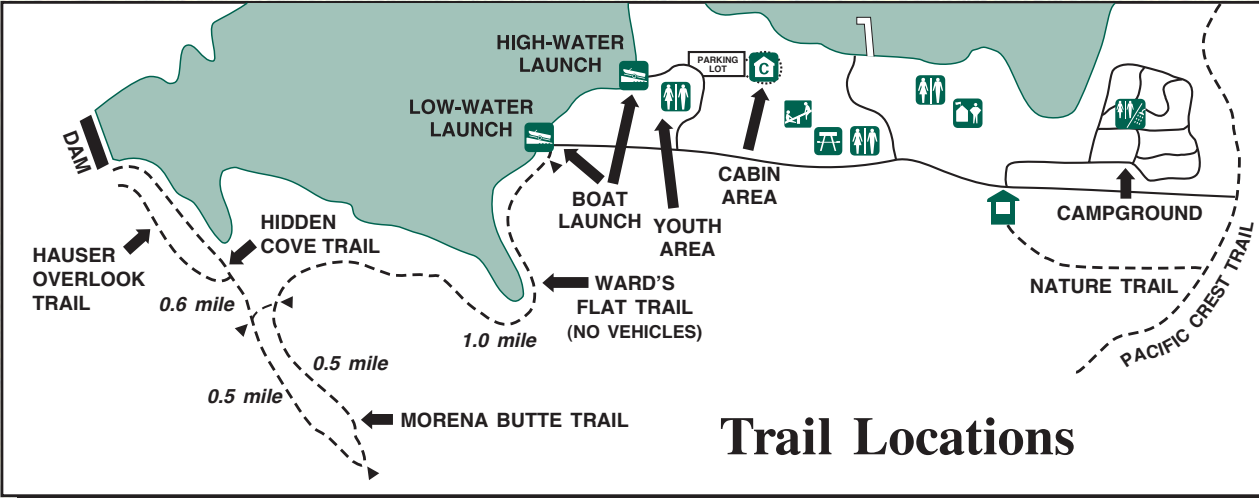 HIGH-WATER
LAUNCH
PARKING
LOT
C
LOW-WATER
LAUNCH
DAM
BOAT
LAUNCH
YOUTH
AREA
CABIN
AREA
CAMPGROUND
HAUSER
OVERLOOK
TRAIL
HIDDEN
COVE TRAIL
0.6 mile
WARD'S
FLAT TRAIL
(NO VEHICLES)
1.0 mile
NATURE TRAIL
PACIFIC CREST TRAIL
0.5 mile
0.5 mile
MORENA BUTTE TRAIL
Trail Locations